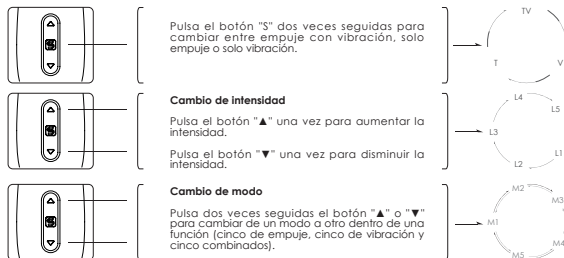 Pulsa el botón "S" dos veces seguidas para
cambiar entre empuje con vibración, solo
empuje o solo vibración.
TV
T
V
S
Cambio de intensidad
Pulsa el botón "▲" una vez para aumentar la
intensidad.
Pulsa el botón "▼" una vez para disminuir la
intensidad.
L4
L5
L3
L1
L2
S
Cambio de modo
Pulsa dos veces seguidas el botón "▲" o "▼"
para cambiar de un modo a otro dentro de una
función (cinco de empuje, cinco de vibración y
cinco combinados).
M2
M3
M1
M4
M5
S